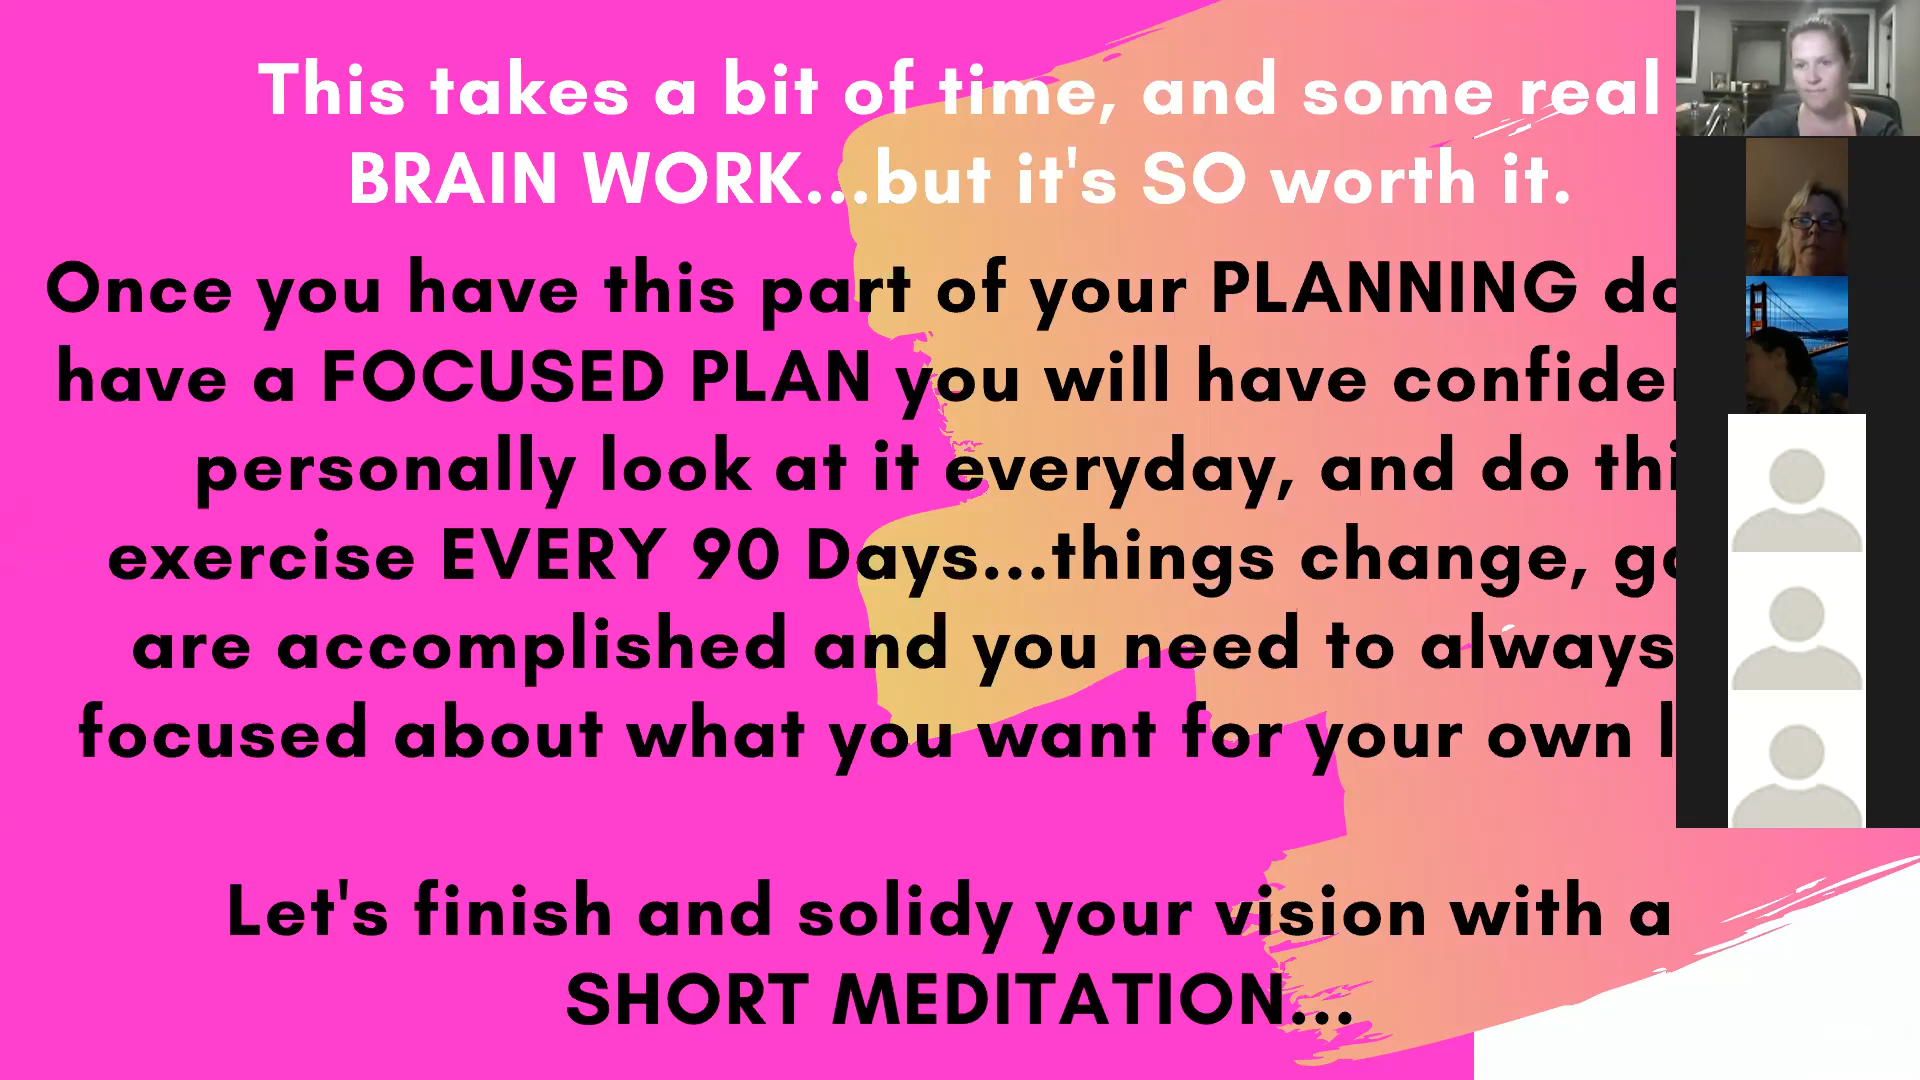 This takes a bit of time, and some real
BRAIN WORK...but it's SO worth it.
Once you have this part of your PLANNING
have a FOCUSED PLAN you will have
personally look at it everyday, and do
exercise EVERY 90 Days...things change,
are accomplished and you need to always
focused about what you want for your own
Let's finish and solidy your vision with a
SHORT MEDITATION...